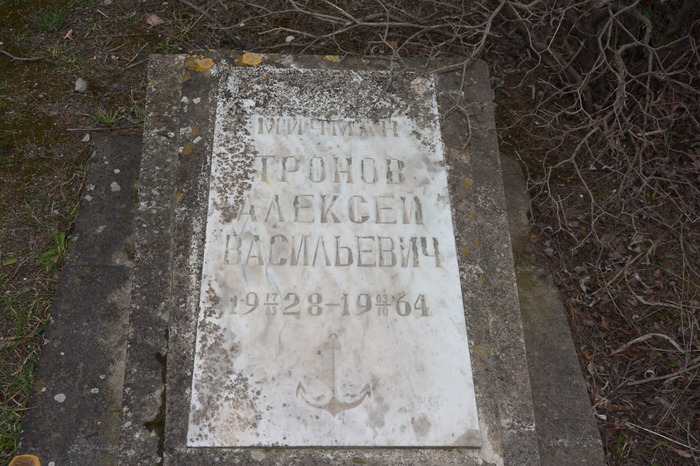 МИЧМАН
ТРОНОВ
АЛЕКСЕЙ
ВАСИЛЬЕВИЧ
19 17/03 28-19 03/10 64